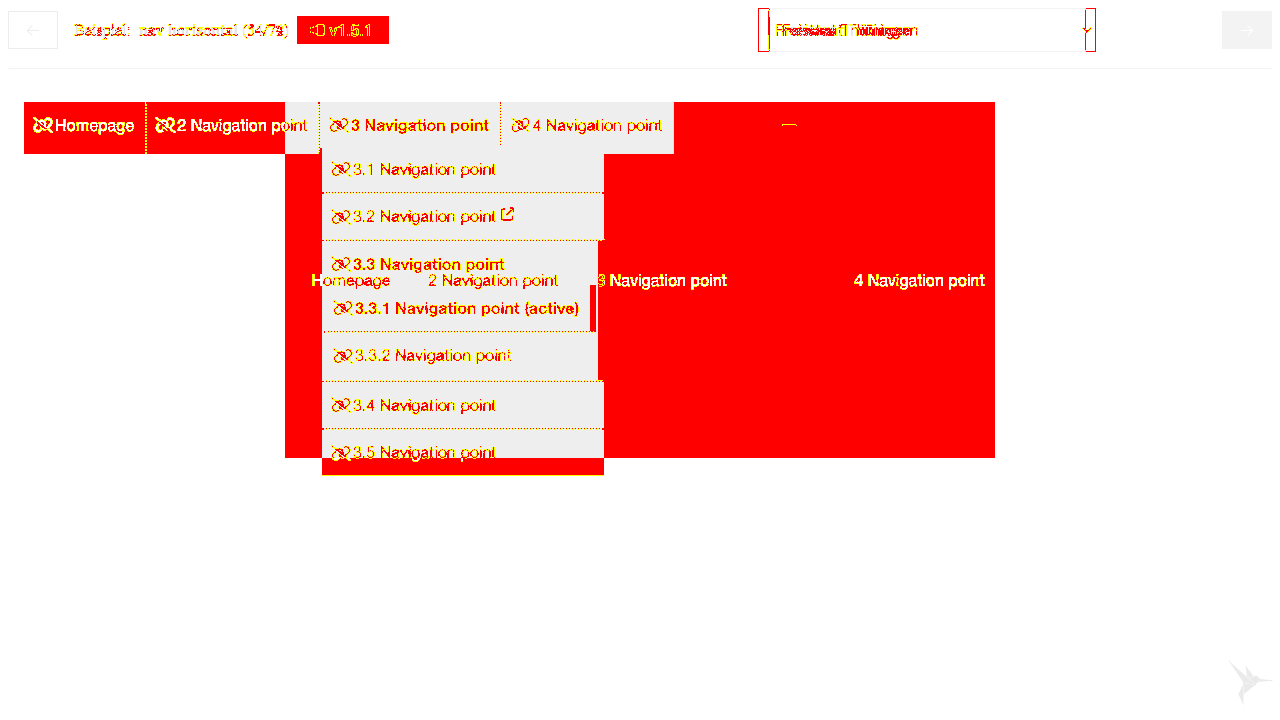 ← Beispiel: nav horizontal (54/79) v1.5.1 →
Homepage 2 Navigation point 3 Navigation point 4 Navigation point
3.1 Navigation point
3.2 Navigation point
3.3 Navigation point
Homepage 2 Navigation point 3 Navigation point 4 Navigation point
3.3.1 Navigation point (active)
3.3.2 Navigation point
3.4 Navigation point
3.5 Navigation point